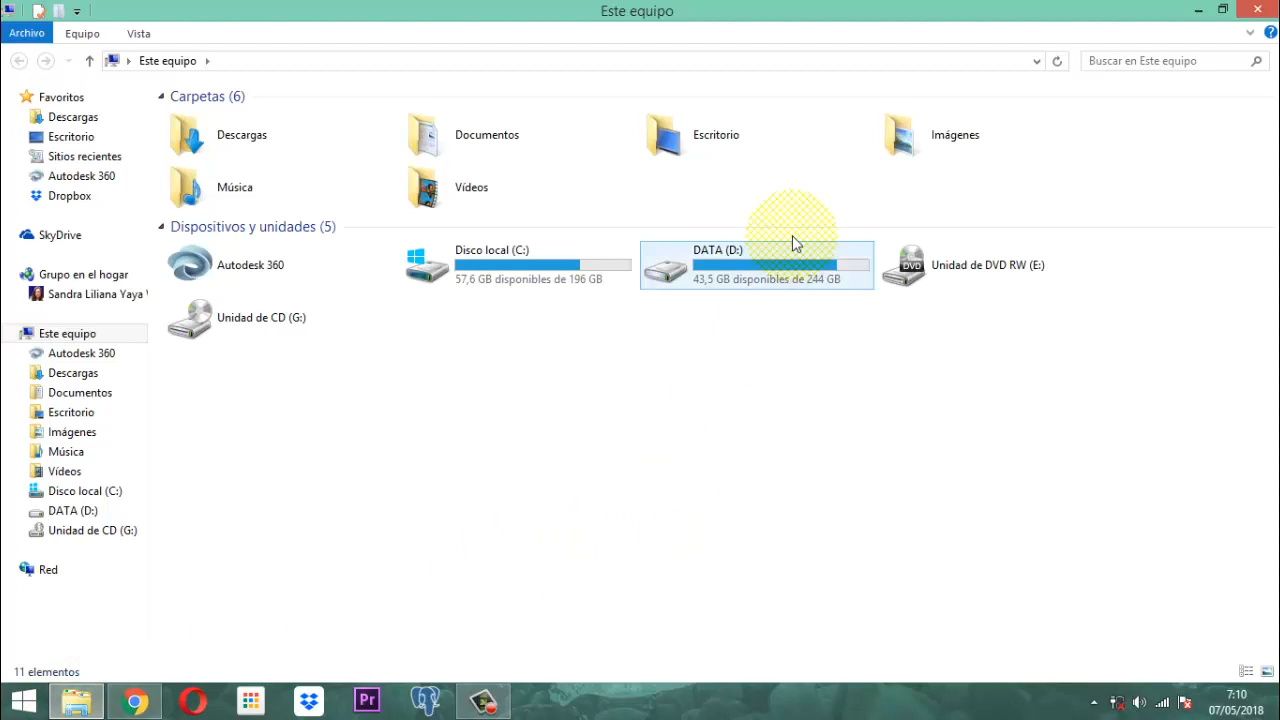 Este equipo
Archivo
Equipo
Vista
Este equipo
Buscar en Este equipo
Favoritos
Descargas
Escritorio
Sitios recientes
Autodesk 360
Dropbox
SkyDrive
Grupo en el hogar
Sandra Liliana Yaya
Este equipo
Autodesk 360
Descargas
Documentos
Escritorio
Imágenes
Música
Vídeos
Disco local (C:)
DATA (D:)
Unidad de CD (G:)
Red
Carpetas (6)
Descargas
Documentos
Escritorio
Imágenes
Música
Vídeos
Dispositivos y unidades (5)
Autodesk 360
Disco local (C:)
57,6 GB disponibles de 196 GB
DATA (D:)
43,5 GB disponibles de 244 GB
DVD
Unidad de DVD RW (E:)
Unidad de CD (G:)
11 elementos
Pr
7:10
07/05/2018